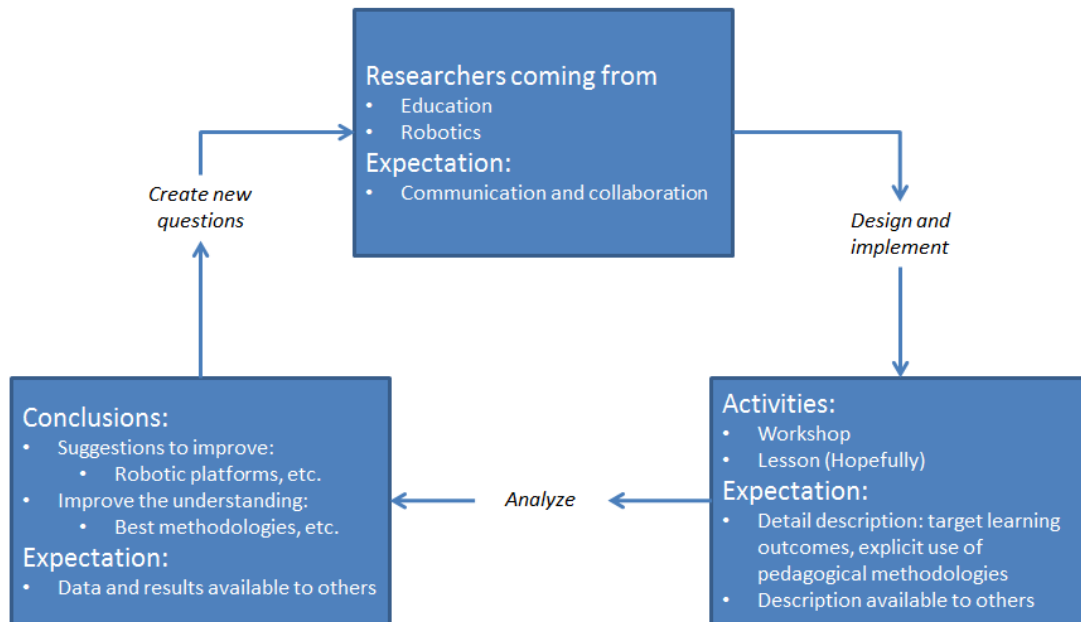 Researchers coming from
• Education
• Robotics
Expectation:
• Communication and collaboration
Create new
questions
Design and
implement
Conclusions:
• Suggestions to improve:
• Robotic platforms, etc.
• Improve the understanding:
• Best methodologies, etc.
Expectation:
• Data and results available to others
Analyze
Activities:
• Workshop
• Lesson (Hopefully)
Expectation:
• Detail description: target learning
outcomes, explicit use of
pedagogical methodologies
• Description available to others